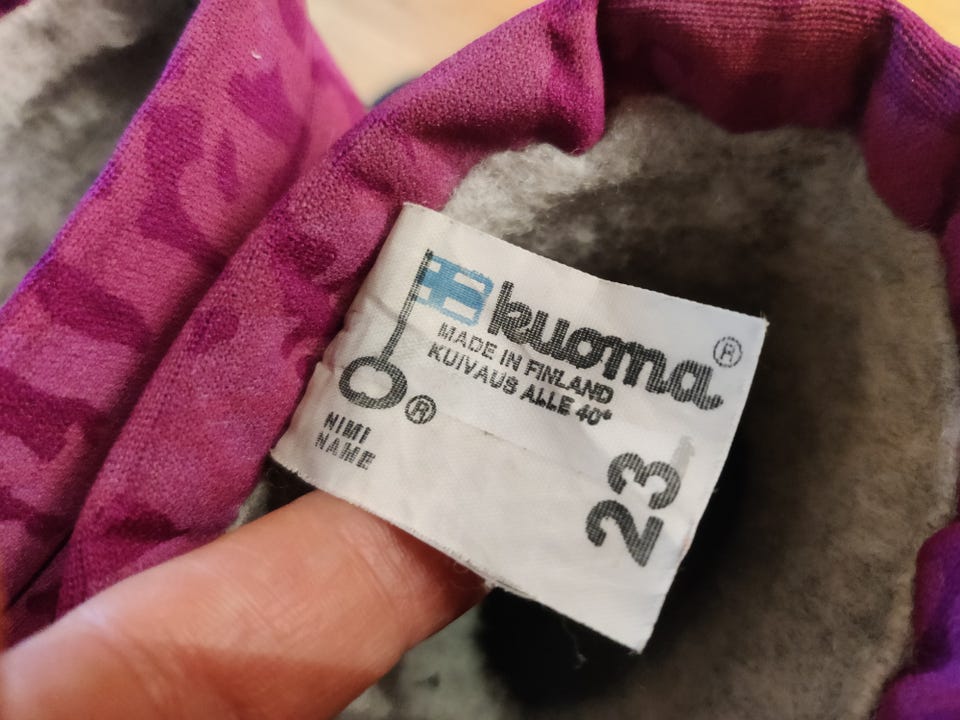 kuoma®
MADE IN FINLAND
KUIVAUS ALLE 40°
®
NIMI
NAME
23